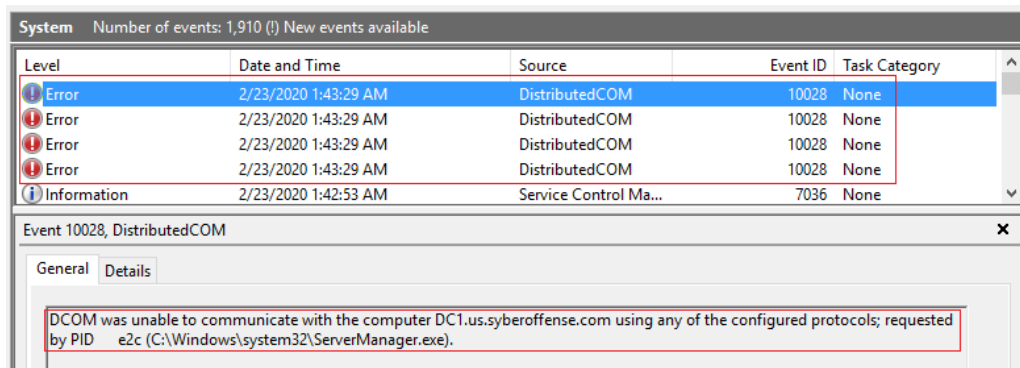 System Number of events: 1,910 (!) New events available
Level Date and Time Source Event ID Task Category
Error 2/23/2020 1:43:29 AM DistributedCOM 10028 None
Error 2/23/2020 1:43:29 AM DistributedCOM 10028 None
Error 2/23/2020 1:43:29 AM DistributedCOM 10028 None
Error 2/23/2020 1:43:29 AM DistributedCOM 10028 None
Information 2/23/2020 1:42:53 AM Service Control Ma... 7036 None
Event 10028, DistributedCOM
General Details
DCOM was unable to communicate with the computer DC1.us.syberoffense.com using any of the configured protocols; requested
by PID e2c (C:\Windows\system32\ServerManager.exe).